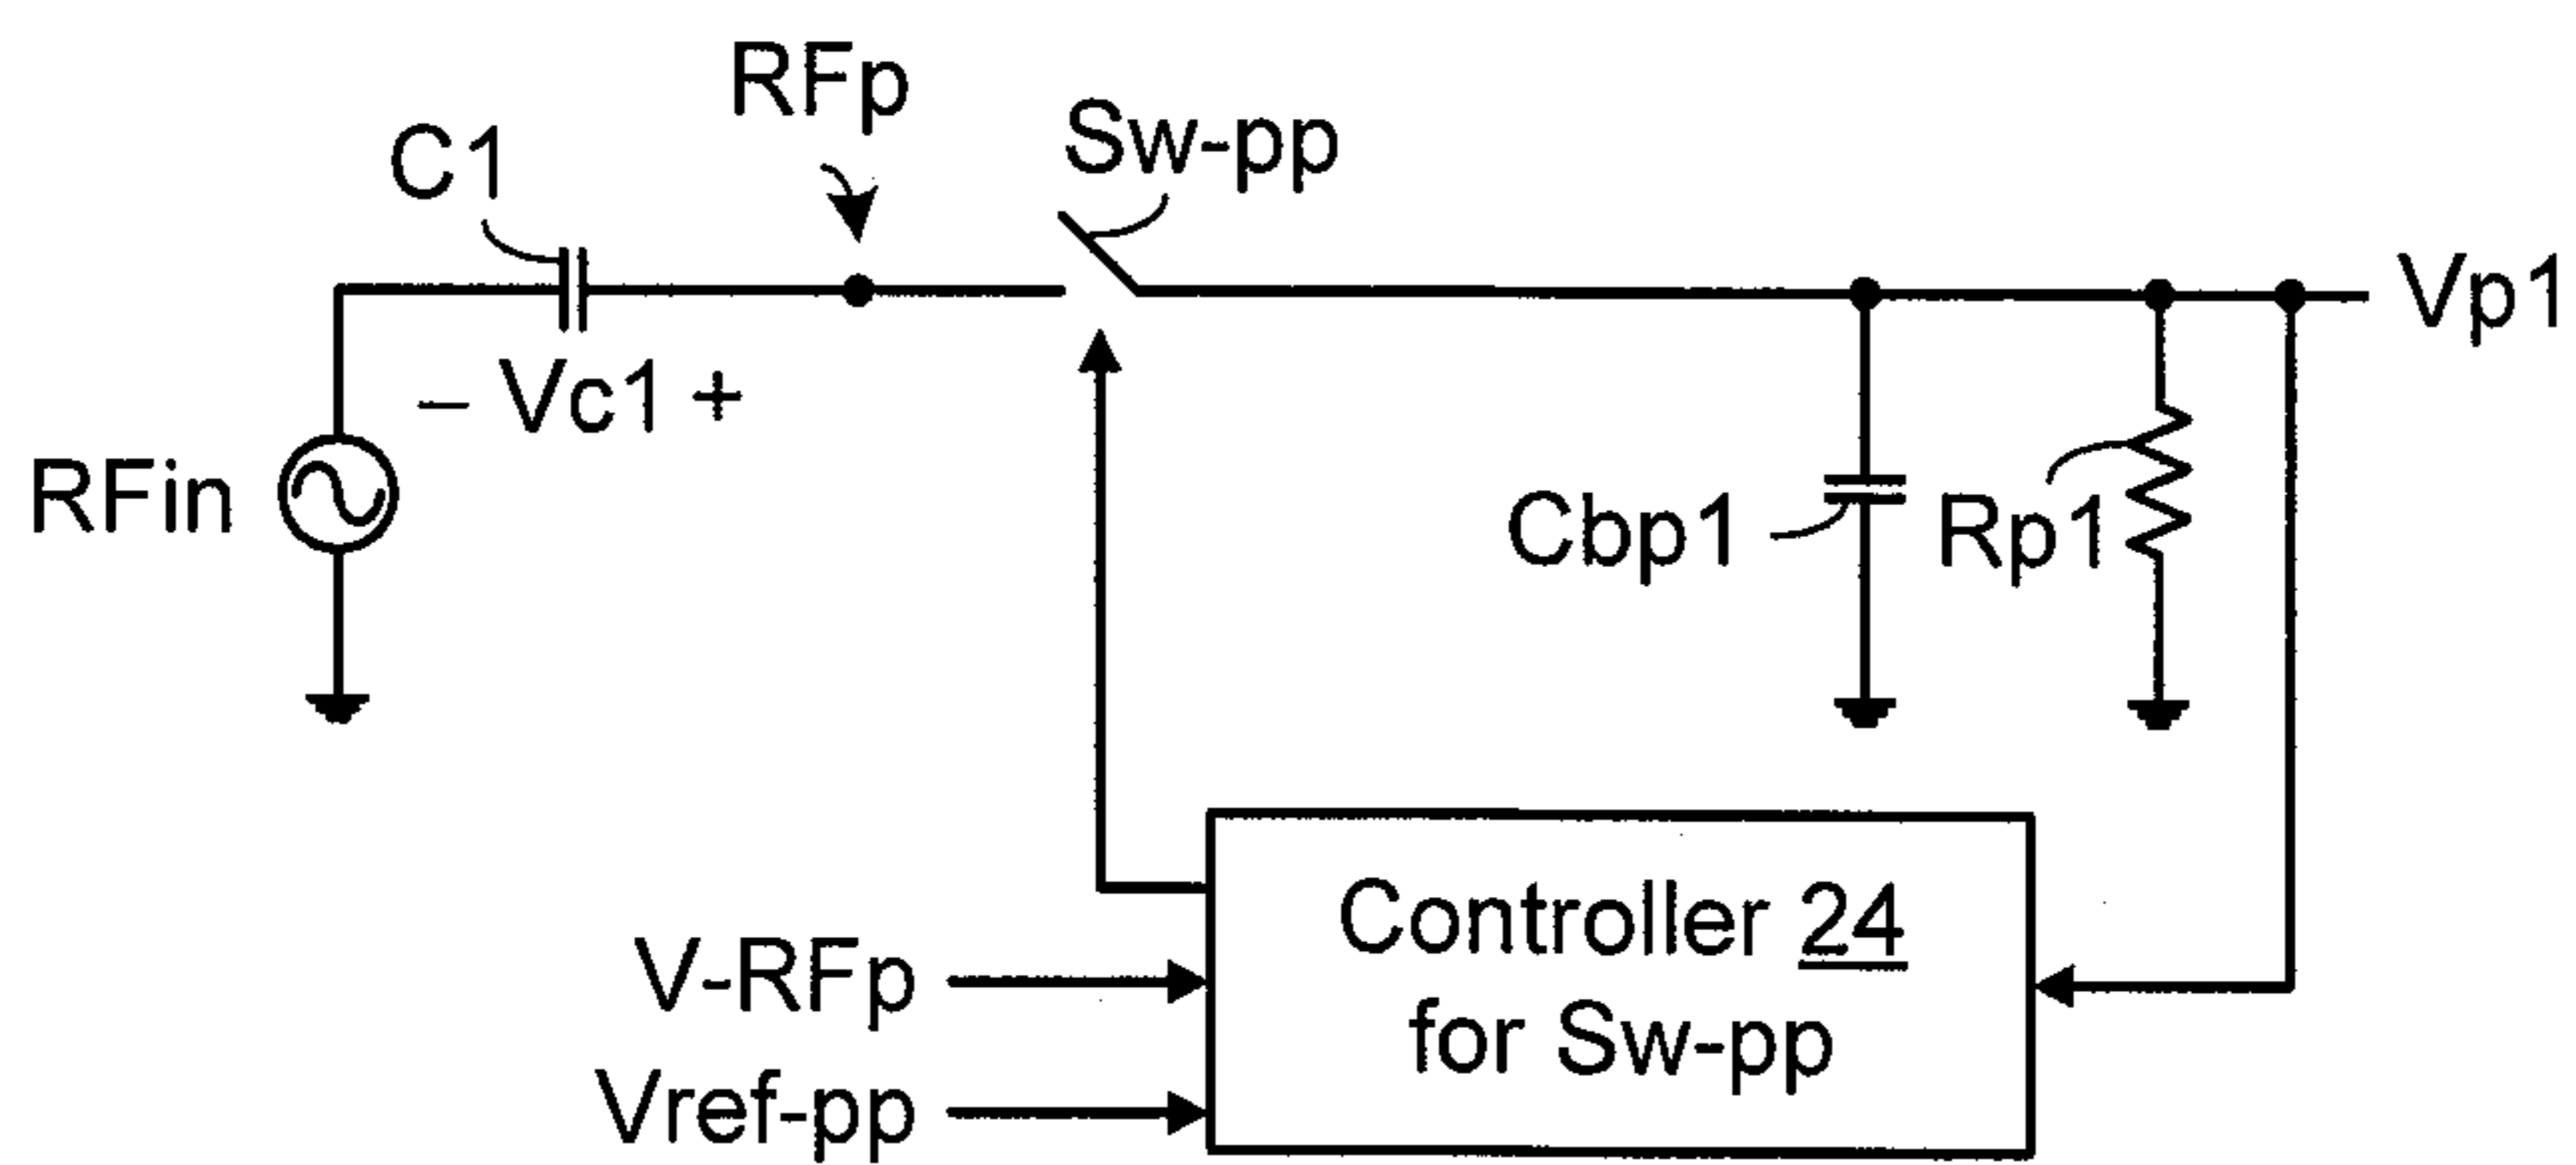 RFp
C1
Sw-pp
Vp1
– Vc1 +
RFin
Cbp1
Rp1
Controller 24
for Sw-pp
V-RFp
Vref-pp